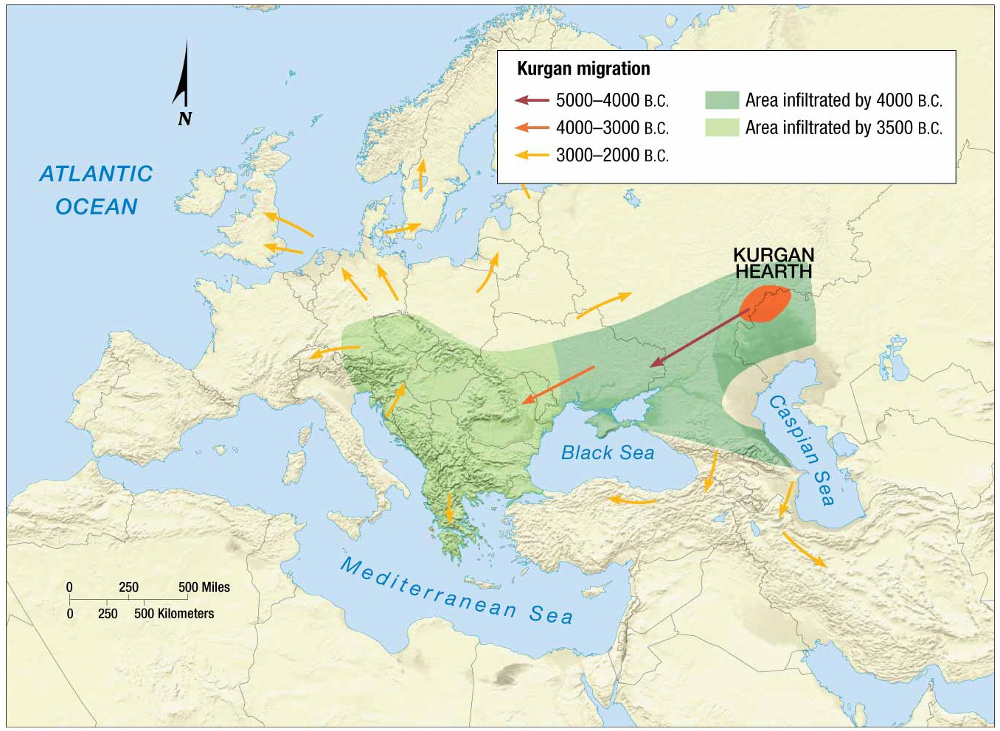 Kurgan migration
5000–4000 B.C.
4000–3000 B.C.
3000–2000 B.C.
Area infiltrated by 4000 B.C.
Area infiltrated by 3500 B.C.
N
ATLANTIC
OCEAN
KURGAN
HEARTH
Caspian Sea
Black Sea
Mediterranean Sea
0 250 500 Miles
0 250 500 Kilometers